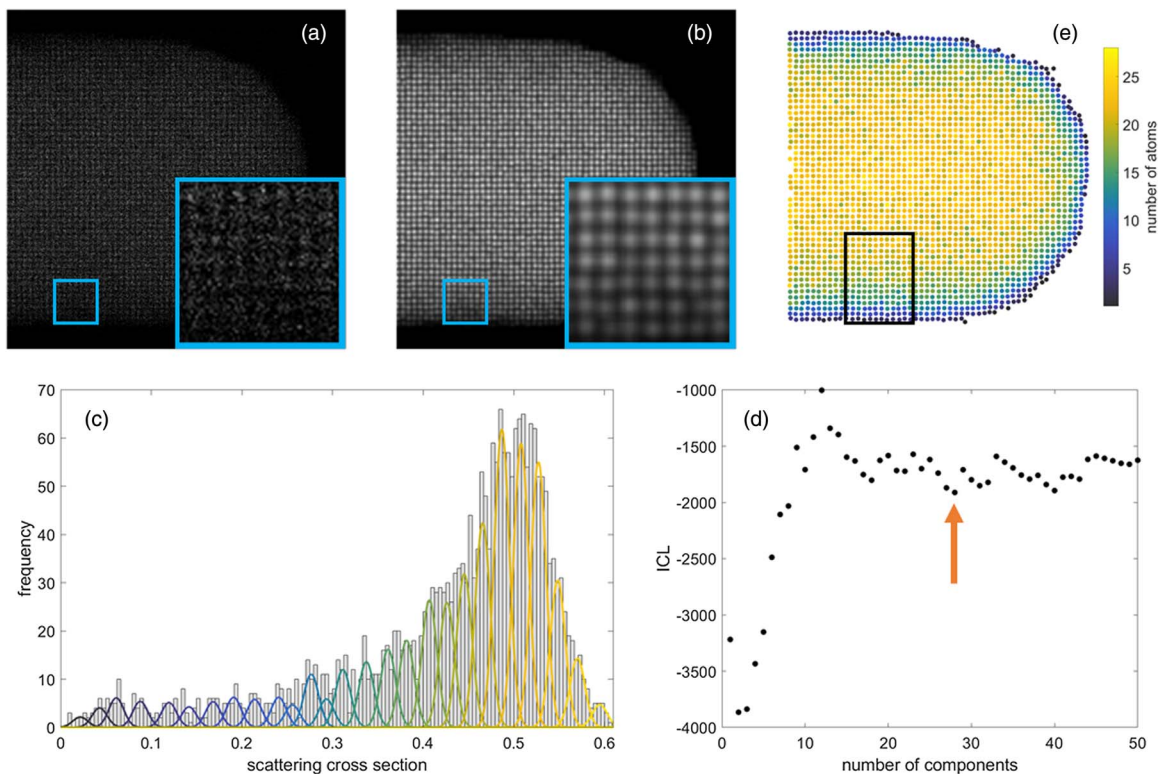 (a)
(b)
(e)
25
20
15
10
5
number of atoms
(c)
70
60
50
40
30
20
10
0
frequency
0 0.1 0.2 0.3 0.4 0.5 0.6
scattering cross section
(d)
-1000
-1500
-2000
-2500
-3000
-3500
-4000
ICL
0 10 20 30 40 50
number of components